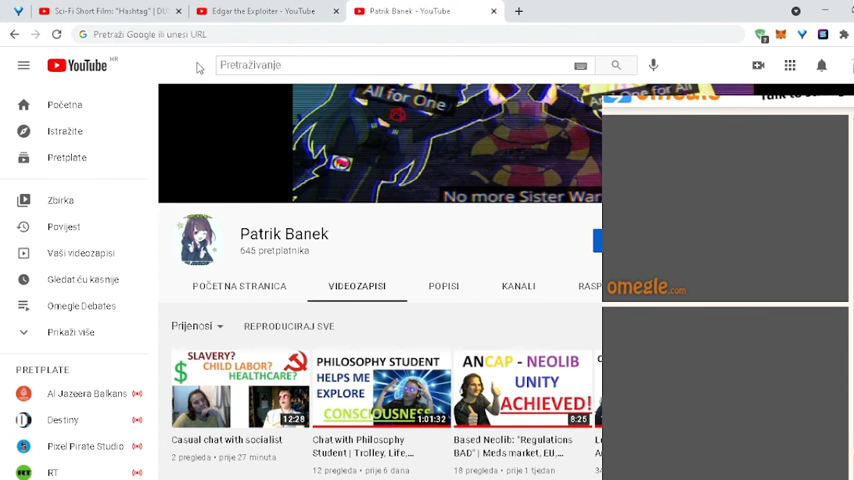 Sci-Fi Short Film: "Hashtag" | DUS
Edgar the Exploiter - YouTube
Patrik Banek - YouTube
Pretraži Google ili unesi URL
YouTube HR
Pretraživanje
Početna
Istražite
Pretplate
Zbirka
Povijest
Vaši videozapisi
Gledat ću kasnije
Omegle Debates
Prikaži više
PRETPLATE
Al Jazeera Balkans
Destiny
Pixel Pirate Studio
RT
All for One
No more Sister War
omegle
Talk to
Patrik Banek
645 pretplatnika
POČETNA STRANICA
VIDEOZAPISI
POPISI
KANALI
RASP
omegle.com
Prijenosi
REPRODUCIRAJ SVE
SLAVERY?
CHILD LABOR?
HEALTHCARE?
$
12:28
Casual chat with socialist
2 pregleda • prije 27 minuta
PHILOSOPHY STUDENT
HELPS ME
EXPLORE
CONSCIOUSNESS
1:01:32
Chat with Philosophy
Student | Trolley, Life,...
12 pregleda • prije 6 dana
ANCAP - NEOLIB
UNITY
ACHIEVED!
8:25
Based Neolib: "Regulations
BAD" | Meds market, EU,...
18 pregleda • prije 1 tjedan